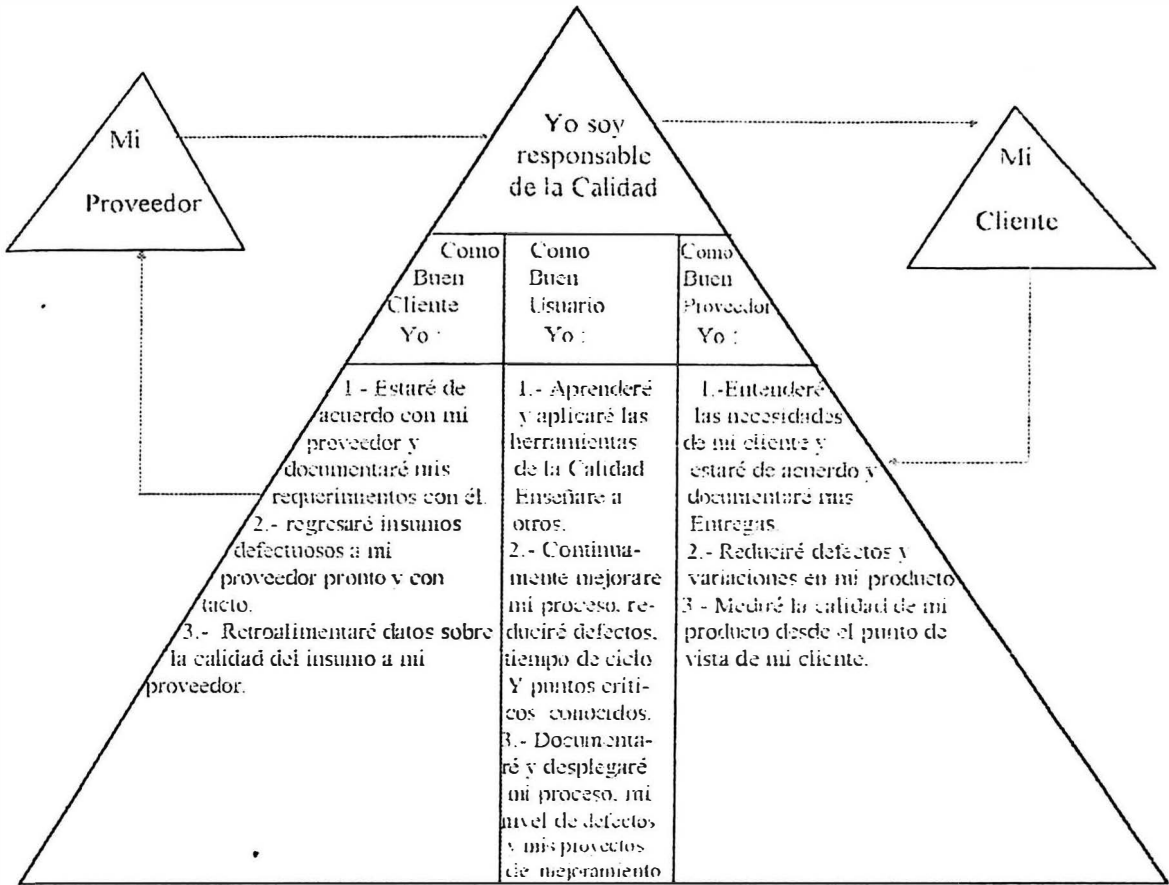 Mi
Proveedor
Yo soy
responsable
de la Calidad
Mi
Cliente
Como
Buen
Cliente
Yo :
Como
Buen
Usuario
Yo :
Como
Buen
Proveedor
Yo :
1.- Estaré de
acuerdo con mi
proveedor y
documentaré mis
requerimientos con él.
2.- regresaré insumos
defectuosos a mi
proveedor pronto y con
tacto.
3.- Retroalimentaré datos sobre
la calidad del insumo a mi
proveedor.
1.- Aprenderé
y aplicaré las
herramientas
de la Calidad
Enseñare a
otros.
2.- Continua-
mente mejorare
mi proceso, re-
duciré defectos,
tiempo de ciclo
Y puntos criti-
cos conocidos.
3.- Documenta-
ré y desplegaré
mi proceso, mi
nivel de defectos
y mis proyectos
de mejoramiento
1.-Entenderé
las necesidades
de mi cliente y
estaré de acuerdo y
documentaré mis
Entregas.
2.- Reduciré defectos y
variaciones en mi producto
3.- Mediré la calidad de mi
producto desde el punto de
vista de mi cliente.